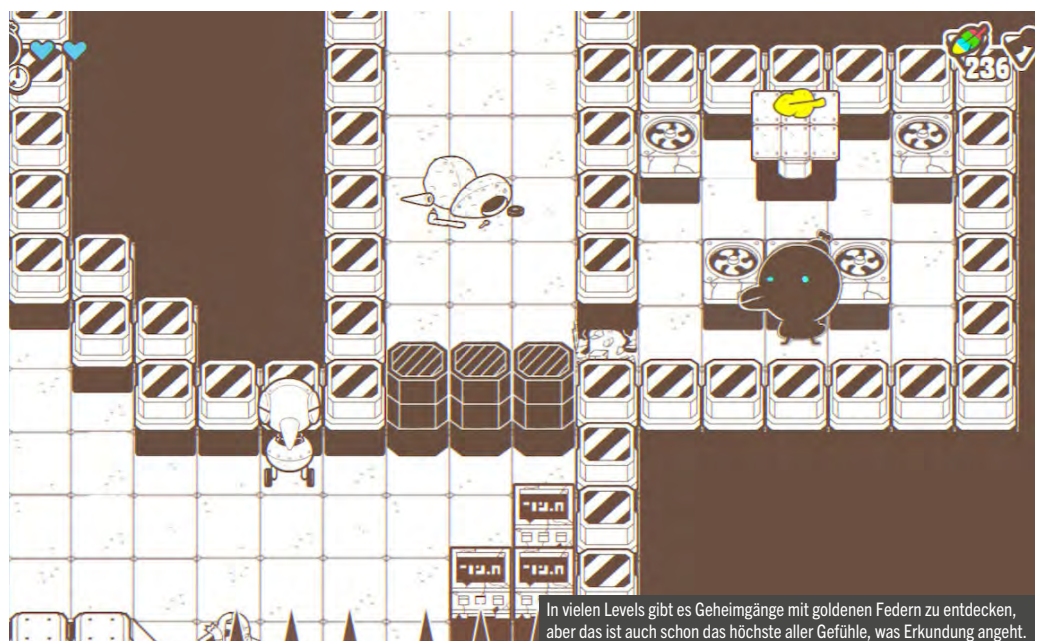 236
In vielen Levels gibt es Geheimgänge mit goldenen Federn zu entdecken,
aber das ist auch schon das höchste aller Gefühle, was Erkundung angeht.